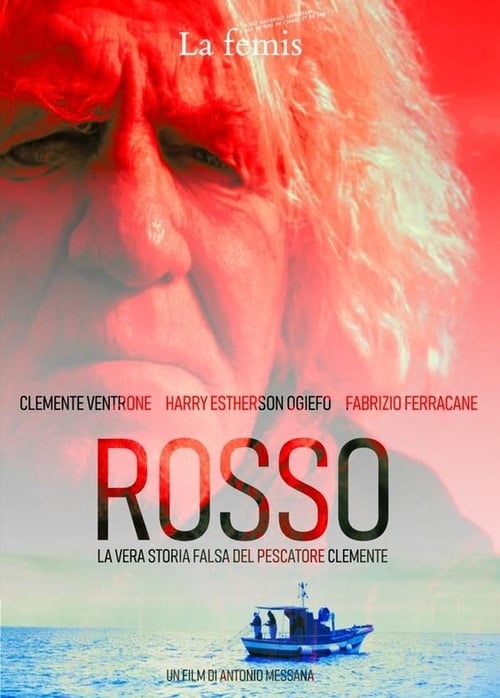 La fémis
CLEMENTE VENTRONE HARRY ESTHERSON OGIEFO FABRIZIO FERRACANE
ROSSO
LA VERA STORIA FALSA DEL PESCATORE CLEMENTE
UN FILM DI ANTONIO MESSANA